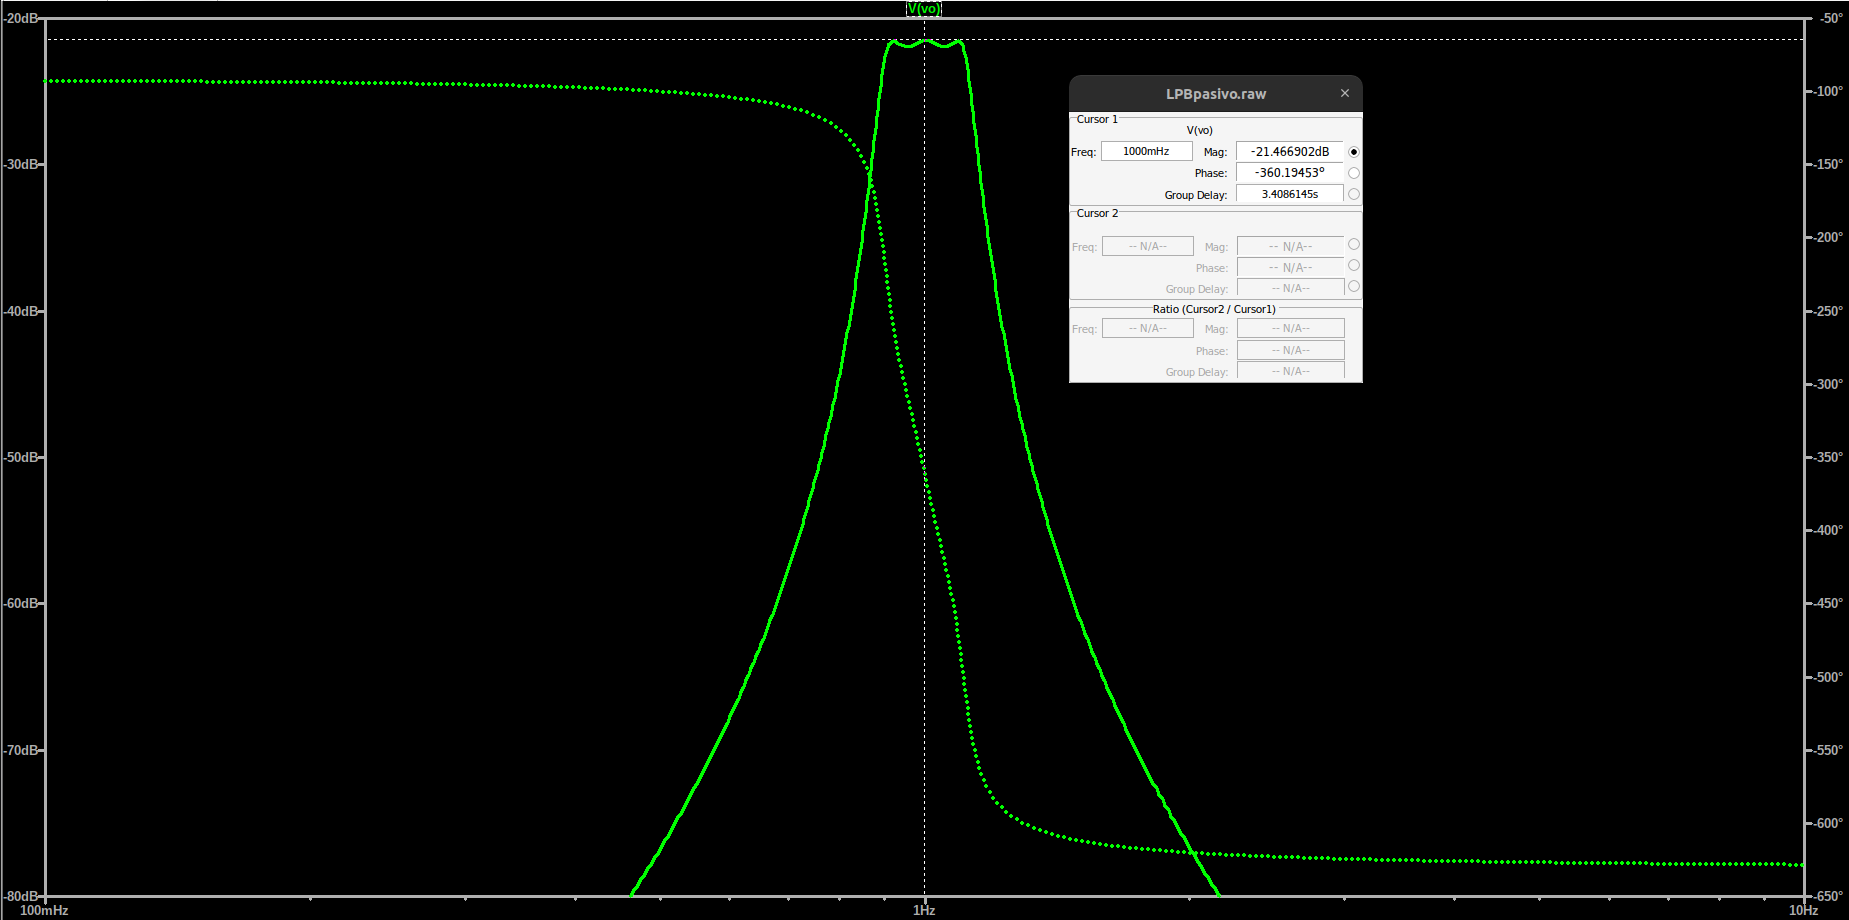 V(vo)
-20dB
-30dB
-40dB
-50dB
-60dB
-70dB
-80dB
-50°
-100°
-150°
-200°
-250°
-300°
-350°
-400°
-450°
-500°
-550°
-600°
-650°
100mHz
1Hz
10Hz
LPBpasivo.raw ×
Cursor 1
V(vo)
Freq: 1000mHz Mag: -21.466902dB
Phase: -360.19453°
Group Delay: 3.4086145s
Cursor 2
Freq: -- N/A-- Mag: -- N/A--
Phase: -- N/A--
Group Delay: -- N/A--
Ratio (Cursor2 / Cursor1)
Freq: -- N/A-- Mag: -- N/A--
Phase: -- N/A--
Group Delay: -- N/A--